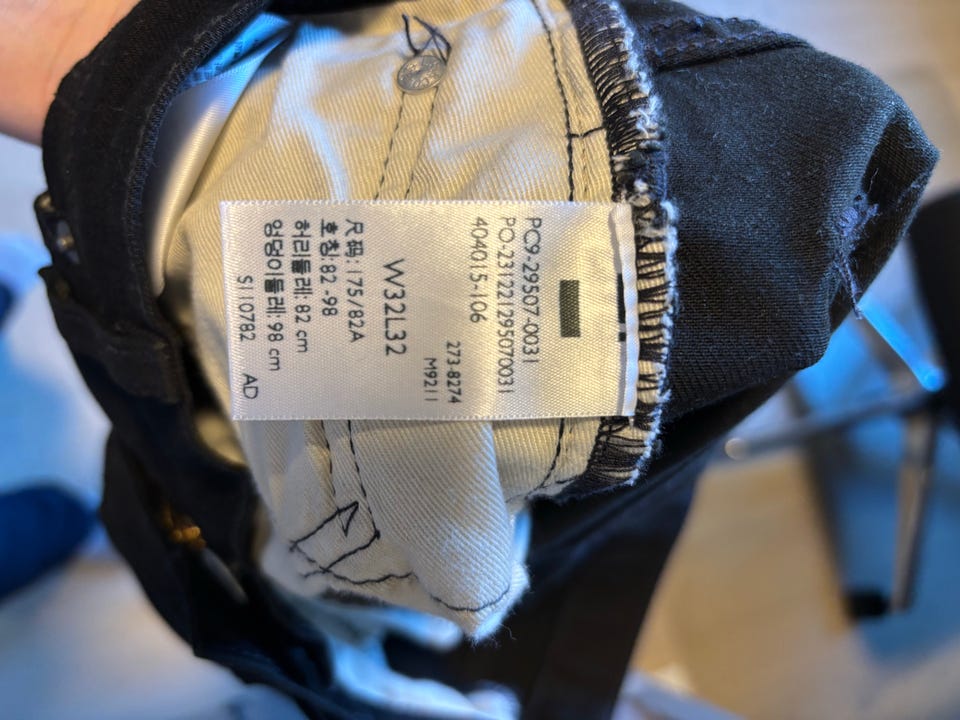 PC9-29507-0031
PO-231221295070031
404015-106
273-8274
M9211
W32L32
尺码: 175/82A
호칭:82 -98
허리둘레: 82 cm
엉덩이둘레: 98 cm
S110782 AD